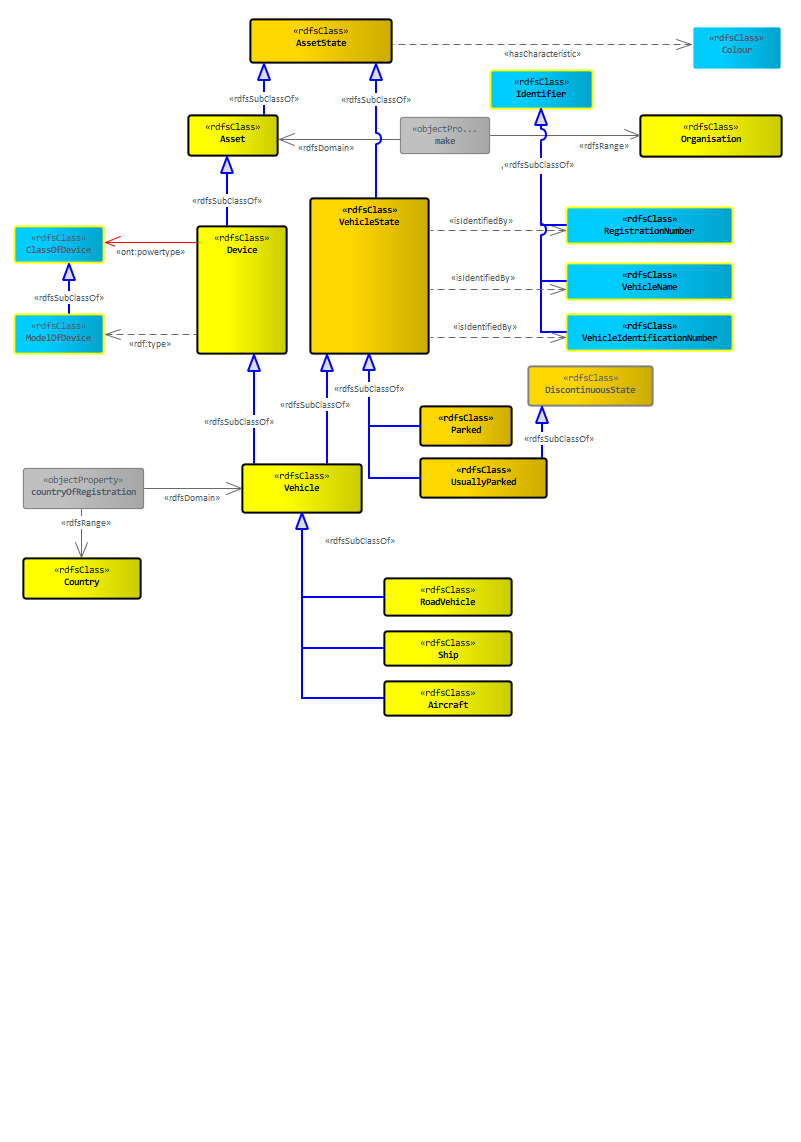 «rdfsClass»
AssetState
«rdfsClass»
Colour
«hasCharacteristic»
«rdfsClass»
Identifier
«rdfsSubClassOf»
«rdfsSubClassOf»
«rdfsClass»
Asset
«objectPro...
make
«rdfsClass»
Organisation
«rdfsDomain»
«rdfsRange»
«rdfsSubClassOf»
«rdfsSubClassOf»
«rdfsClass»
VehicleState
«isIdentifiedBy»
«rdfsClass»
RegistrationNumber
«rdfsClass»
ClassOfDevice
«rdfsClass»
Device
«ont:powertype»
«isIdentifiedBy»
«rdfsClass»
VehicleName
«rdfsSubClassOf»
«rdfsClass»
ModelOfDevice
«rdf:type»
«isIdentifiedBy»
«rdfsClass»
VehicleIdentificationNumber
«rdfsClass»
DiscontinuousState
«rdfsSubClassOf»
«rdfsSubClassOf»
«rdfsSubClassOf»
«rdfsClass»
Parked
«rdfsSubClassOf»
«rdfsClass»
UsuallyParked
«objectProperty»
countryOfRegistration
«rdfsDomain»
«rdfsClass»
Vehicle
«rdfsRange»
«rdfsSubClassOf»
«rdfsClass»
Country
«rdfsClass»
RoadVehicle
«rdfsClass»
Ship
«rdfsClass»
Aircraft